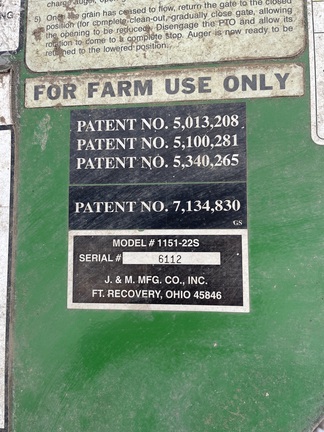 charg auger, ope
5) Once the grain has ceased to flow, return the gate to the closed
position (for complete clean-out, gradually close gate, allowing
the opening to be reduced). Disengage the PTO and allow its
rotation to come to a complete stop. Auger is now ready to be
returned to the lowered position.
FOR FARM USE ONLY
PATENT NO. 5,013,208
PATENT NO. 5,100,281
PATENT NO. 5,340,265
PATENT NO. 7,134,830
GS
MODEL # 1151-22S
SERIAL # 6112
J. & M. MFG. CO., INC.
FT. RECOVERY, OHIO 45846